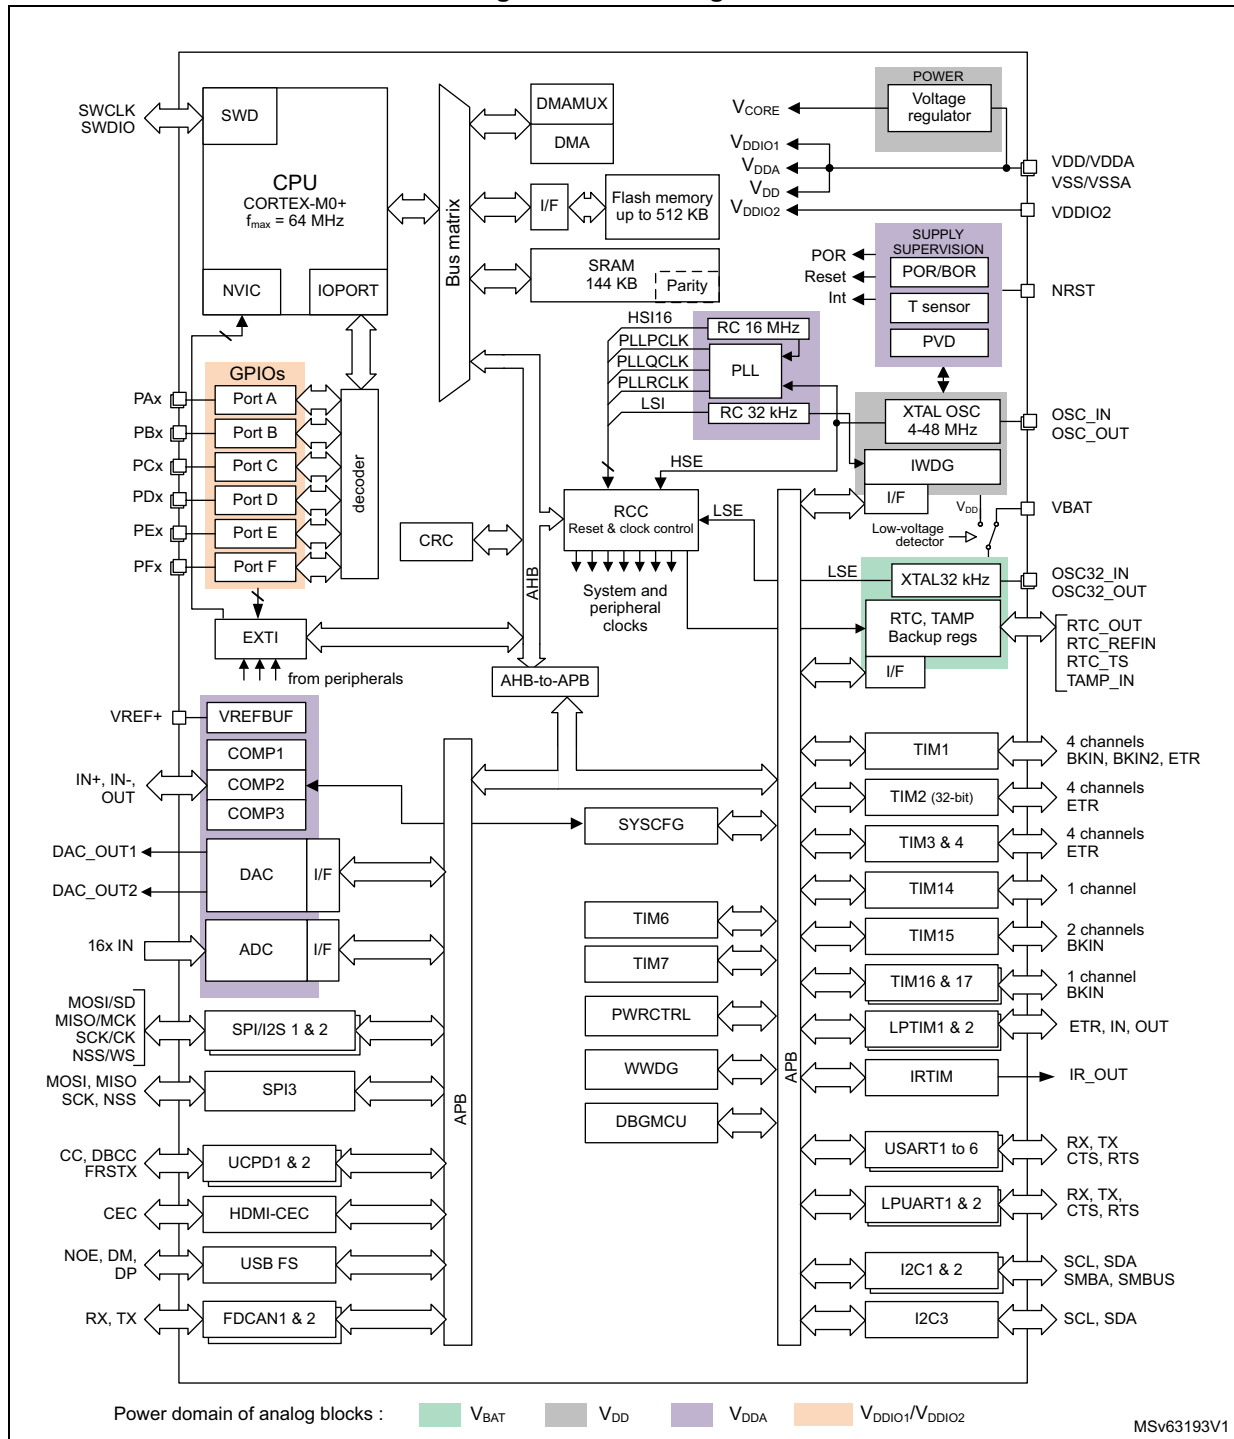 SWCLK
SWDIO
SWD
CPU
CORTEX-M0+
fmax = 64 MHz
NVIC
IOPORT
Bus matrix
DMAMUX
DMA
I/F
Flash memory
up to 512 KB
SRAM
144 KB
Parity
POWER
Voltage
regulator
VCORE
VDDIO1
VDDA
VDD
VDDIO2
VDD/VDDA
VSS/VSSA
VDDIO2
SUPPLY
SUPERVISION
POR/BOR
T sensor
PVD
POR
Reset
Int
NRST
HSI16
PLLPCLK
PLLQCLK
PLLRCLK
LSI
RC 16 MHz
PLL
RC 32 kHz
XTAL OSC
4-48 MHz
IWDG
I/F
OSC_IN
OSC_OUT
GPIOs
PAx
Port A
PBx
Port B
PCx
Port C
PDx
Port D
PEx
Port E
PFx
Port F
decoder
HSE
RCC
Reset & clock control
LSE
System and
peripheral
clocks
CRC
AHB
VDD
Low-voltage
detector
VBAT
LSE
XTAL32 kHz
OSC32_IN
OSC32_OUT
RTC, TAMP
Backup regs
I/F
RTC_OUT
RTC_REFIN
RTC_TS
TAMP_IN
EXTI
from peripherals
AHB-to-APB
VREF+
VREFBUF
COMP1
COMP2
COMP3
IN+, IN-,
OUT
DAC_OUT1
DAC_OUT2
DAC
I/F
16x IN
ADC
I/F
MOSI/SD
MISO/MCK
SCK/CK
NSS/WS
SPI/I2S 1 & 2
MOSI, MISO
SCK, NSS
SPI3
CC, DBCC
FRSTX
UCPD1 & 2
CEC
HDMI-CEC
NOE, DM,
DP
USB FS
RX, TX
FDCAN1 & 2
APB
SYSCFG
TIM6
TIM7
PWRCTRL
WWDG
DBGMCU
APB
TIM1
4 channels
BKIN, BKIN2, ETR
TIM2 (32-bit)
4 channels
ETR
TIM3 & 4
4 channels
ETR
TIM14
1 channel
TIM15
2 channels
BKIN
TIM16 & 17
1 channel
BKIN
LPTIM1 & 2
ETR, IN, OUT
IRTIM
IR_OUT
USART1 to 6
RX, TX
CTS, RTS
LPUART1 & 2
RX, TX,
CTS, RTS
I2C1 & 2
SCL, SDA
SMBA, SMBUS
I2C3
SCL, SDA
Power domain of analog blocks :
VBAT
VDD
VDDA
VDDIO1/VDDIO2
MSv63193V1